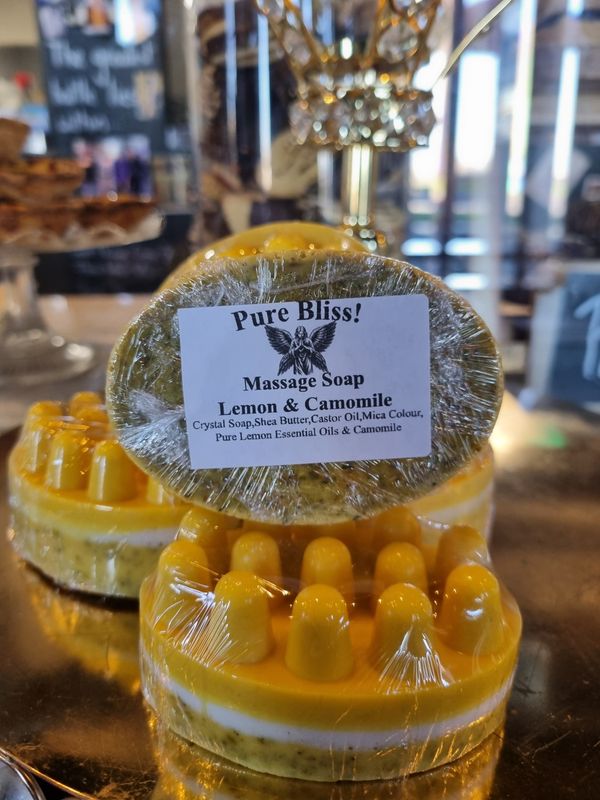 Pure Bliss!
Massage Soap
Lemon & Camomile
Crystal Soap,Shea Butter,Castor Oil,Mica Colour,
Pure Lemon Essential Oils & Camomile
The